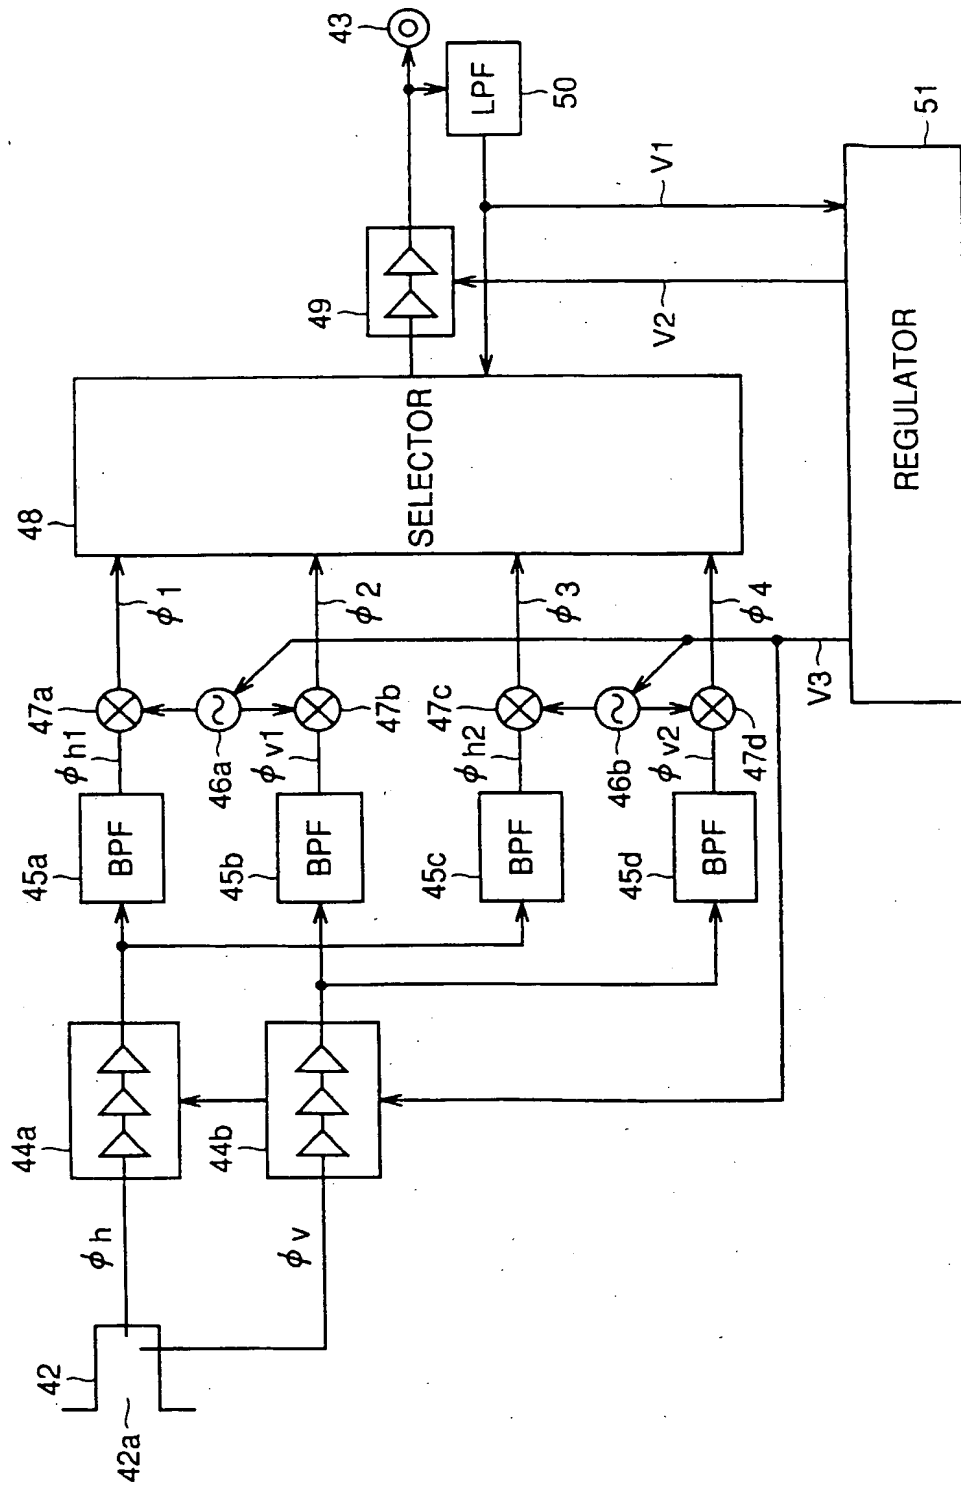 42
42a
φh
φv
44a
44b
45a
BPF
45b
BPF
45c
BPF
45d
BPF
φh1
φv1
φh2
φv2
47a
46a
47b
47c
46b
47d
φ1
φ2
φ3
φ4
48
SELECTOR
49
43
LPF
50
V1
V2
V3
REGULATOR
51